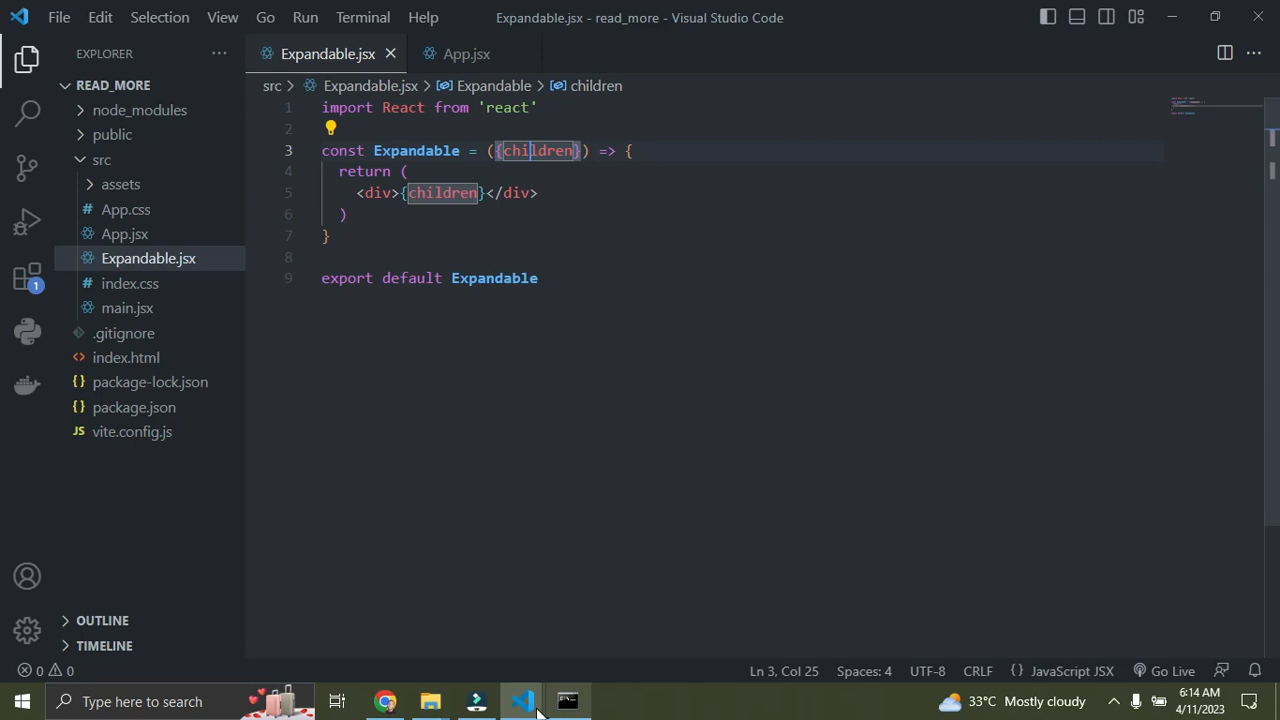 File Edit Selection View Go Run Terminal Help Expandable.jsx - read_more - Visual Studio Code
EXPLORER
Expandable.jsx
App.jsx
READ_MORE
src
Expandable.jsx
Expandable
children
node_modules
public
src
assets
App.css
App.jsx
Expandable.jsx
index.css
main.jsx
.gitignore
index.html
package-lock.json
package.json
vite.config.js
OUTLINE
TIMELINE
1 import React from 'react'
2
3 const Expandable = ({children}) => {
4 return (
5 <div>{children}</div>
6 )
7 }
8
9 export default Expandable
1
0 0 Ln 3, Col 25 Spaces: 4 UTF-8 CRLF {} JavaScript JSX Go Live
Type here to search
33°C Mostly cloudy
6:14 AM
4/11/2023